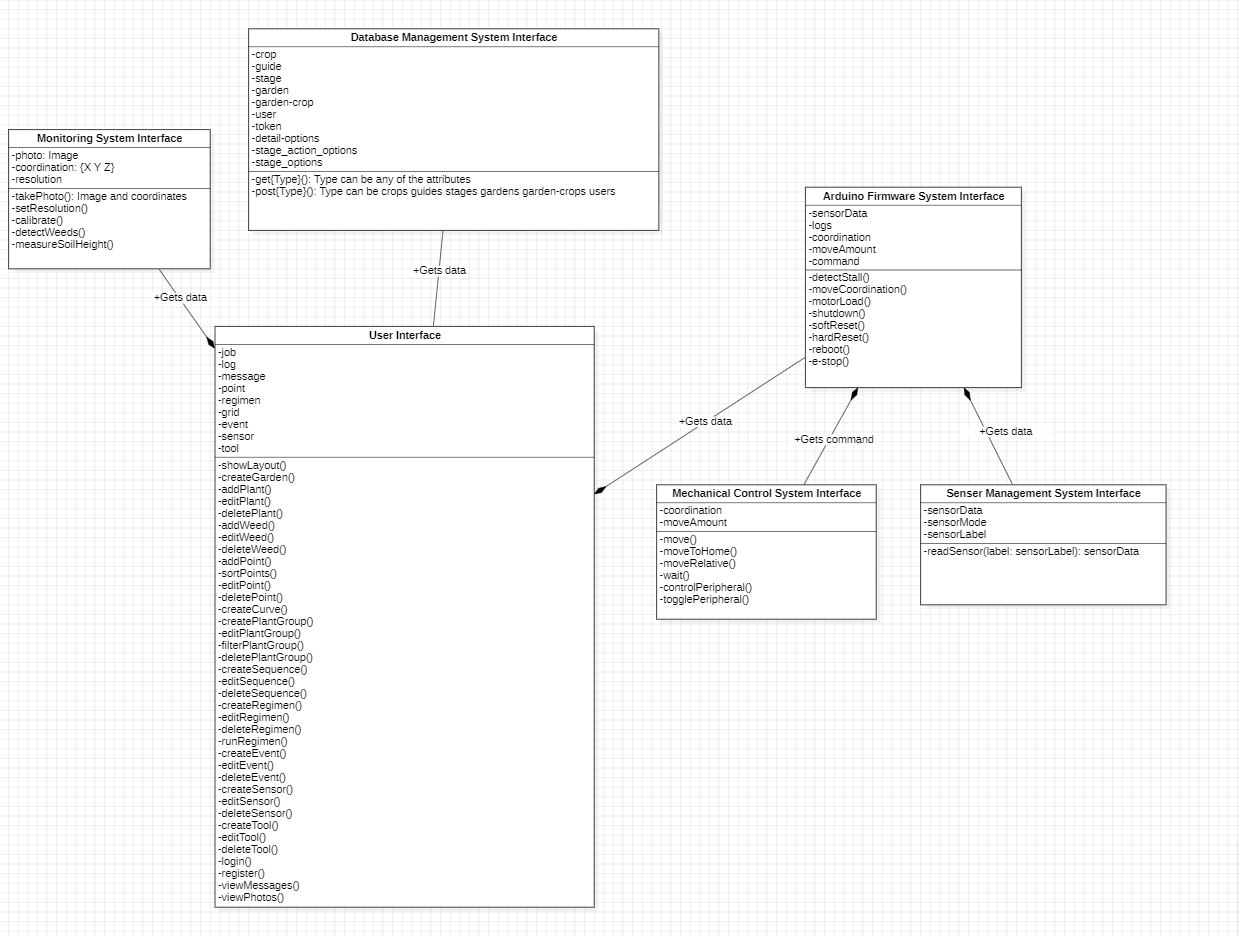 Database Management System Interface
-crop
-guide
-stage
-garden
-garden-crop
-user
-token
-detail-options
-stage_action_options
-stage_options
-get{Type}(): Type can be any of the attributes
-post{Type}(): Type can be crops guides stages gardens garden-crops users
Monitoring System Interface
-photo: Image
-coordination: {X Y Z}
-resolution
-takePhoto(): Image and coordinates
-setResolution()
-calibrate()
-detectWeeds()
-measureSoilHeight()
Arduino Firmware System Interface
-sensorData
-logs
-coordination
-moveAmount
-command
-detectStall()
-moveCoordination()
-motorLoad()
-shutdown()
-softReset()
-hardReset()
-reboot()
-e-stop()
+Gets data
+Gets data
User Interface
-job
-log
-message
-point
-regimen
-grid
-event
-sensor
-tool
-showLayout()
-createGarden()
-addPlant()
-editPlant()
-deletePlant()
-addWeed()
-editWeed()
-deleteWeed()
-addPoint()
-sortPoints()
-editPoint()
-deletePoint()
-createCurve()
-createPlantGroup()
-editPlantGroup()
-filterPlantGroup()
-deletePlantGroup()
-createSequence()
-editSequence()
-deleteSequence()
-createRegimen()
-editRegimen()
-deleteRegimen()
-runRegimen()
-createEvent()
-editEvent()
-deleteEvent()
-createSensor()
-editSensor()
-deleteSensor()
-createTool()
-editTool()
-deleteTool()
-login()
-register()
-viewMessages()
-viewPhotos()
+Gets data
+Gets command
+Gets data
Mechanical Control System Interface
-coordination
-moveAmount
-move()
-moveToHome()
-moveRelative()
-wait()
-controlPeripheral()
-togglePeripheral()
Senser Management System Interface
-sensorData
-sensorMode
-sensorLabel
-readSensor(label: sensorLabel): sensorData